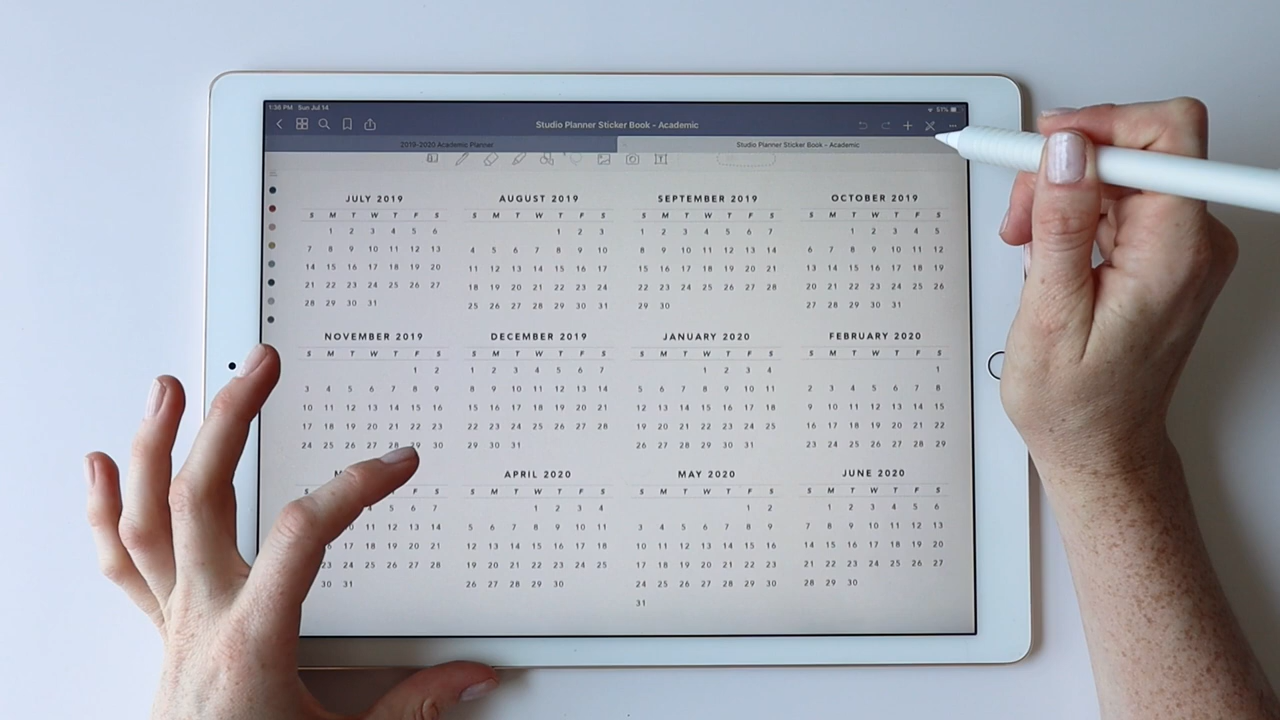 1:36 PM Sun Jul 14
51%
Studio Planner Sticker Book - Academic
2019-2020 Academic Planner
Studio Planner Sticker Book - Academic
JULY 2019
S M T W T F S
1 2 3 4 5 6
7 8 9 10 11 12 13
14 15 16 17 18 19 20
21 22 23 24 25 26 27
28 29 30 31
AUGUST 2019
S M T W T F S
1 2 3
4 5 6 7 8 9 10
11 12 13 14 15 16 17
18 19 20 21 22 23 24
25 26 27 28 29 30 31
SEPTEMBER 2019
S M T W T F S
1 2 3 4 5 6 7
8 9 10 11 12 13 14
15 16 17 18 19 20 21
22 23 24 25 26 27 28
29 30
OCTOBER 2019
S M T W T F S
1 2 3 4 5
6 7 8 9 10 11 12
13 14 15 16 17 18 19
20 21 22 23 24 25 26
27 28 29 30 31
NOVEMBER 2019
S M T W T F S
1 2
3 4 5 6 7 8 9
10 11 12 13 14 15 16
17 18 19 20 21 22 23
24 25 26 27 28 29 30
DECEMBER 2019
S M T W T F S
1 2 3 4 5 6 7
8 9 10 11 12 13 14
15 16 17 18 19 20 21
22 23 24 25 26 27 28
29 30 31
JANUARY 2020
S M T W T F S
1 2 3 4
5 6 7 8 9 10 11
12 13 14 15 16 17 18
19 20 21 22 23 24 25
26 27 28 29 30 31
FEBRUARY 2020
S M T W T F S
1
2 3 4 5 6 7 8
9 10 11 12 13 14 15
16 17 18 19 20 21 22
23 24 25 26 27 28 29
S M T F S
4 5 6 7
11 12 13 14
17 18 19 20 21
23 24 25 26 27 28
30 31
APRIL 2020
S M T W T F S
1 2 3 4
5 6 7 8 9 10 11
12 13 14 15 16 17 18
19 20 21 22 23 24 25
26 27 28 29 30
MAY 2020
S M T W T F S
1 2
3 4 5 6 7 8 9
10 11 12 13 14 15 16
17 18 19 20 21 22 23
24 25 26 27 28 29 30
31
JUNE 2020
S M T W T F S
1 2 3 4 5 6
7 8 9 10 11 12 13
14 15 16 17 18 19 20
21 22 23 24 25 26 27
28 29 30